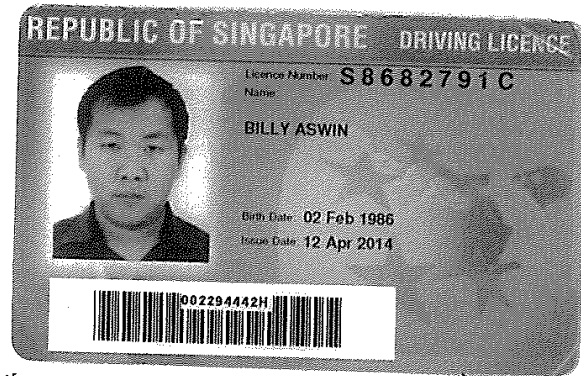 REPUBLIC OF SINGAPORE DRIVING LICENCE
Licence Number S8682791C
Name
BILLY ASWIN
Birth Date 02 Feb 1986
Issue Date 12 Apr 2014
002294442H